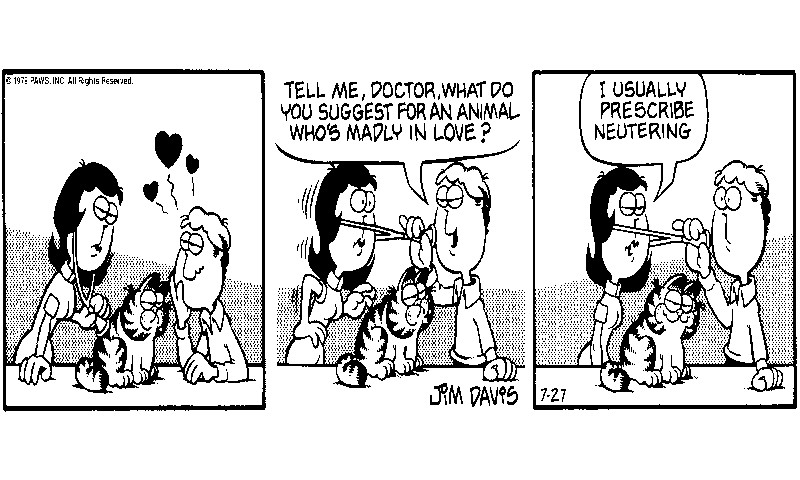 © 1979 PAWS, INC. All Rights Reserved.
TELL ME, DOCTOR, WHAT DO
YOU SUGGEST FOR AN ANIMAL
WHO'S MADLY IN LOVE?
JIM DAVIS
I USUALLY
PRESCRIBE
NEUTERING
7-27